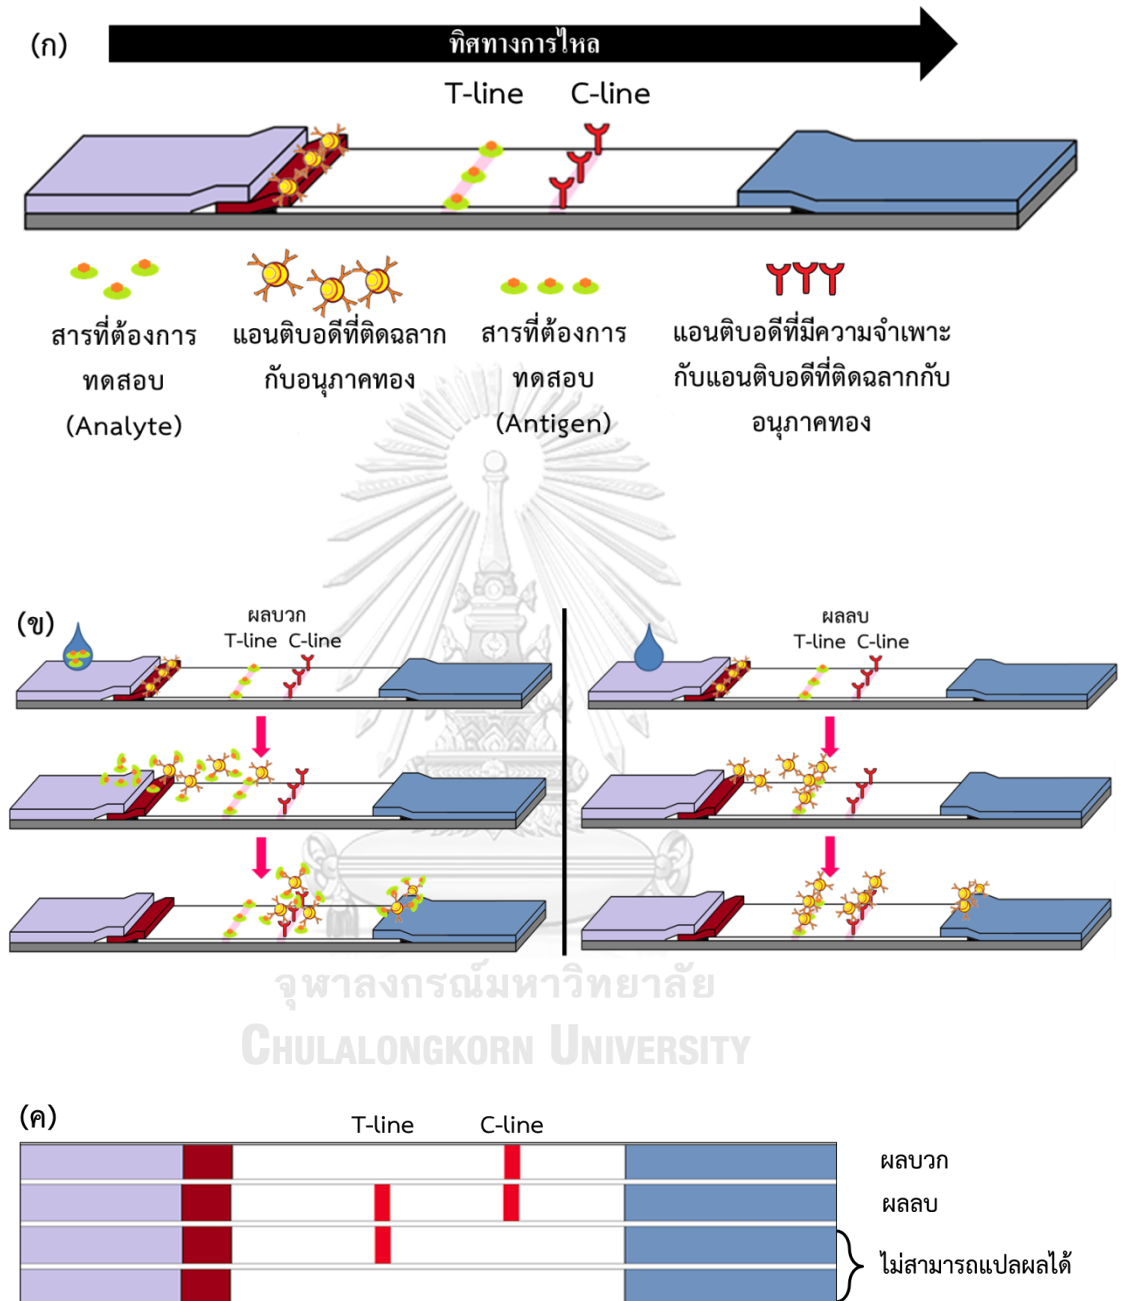 (ก)
ทิศทางการไหล
T-line C-line
สารที่ต้องการ
ทดสอบ
(Analyte)
แอนติบอดีที่ติดฉลาก
กับอนุภาคทอง
สารที่ต้องการ
ทดสอบ
(Antigen)
แอนติบอดีที่มีความจำเพาะ
กับแอนติบอดีที่ติดฉลากกับ
อนุภาคทอง
(ข)
ผลบวก
T-line C-line
ผลลบ
T-line C-line
จุฬาลงกรณ์มหาวิทยาลัย
CHULALONGKORN UNIVERSITY
(ค)
T-line C-line
ผลบวก
ผลลบ
ไม่สามารถแปลผลได้